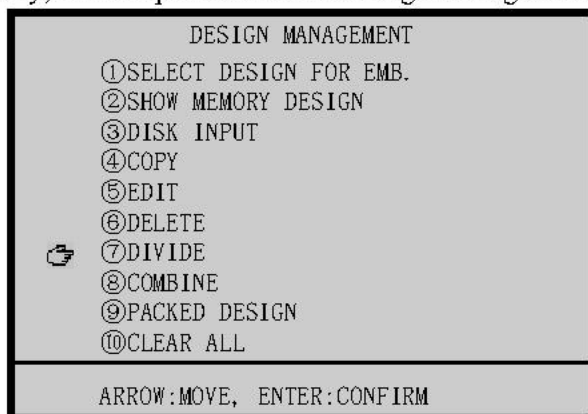 DESIGN MANAGEMENT
①SELECT DESIGN FOR EMB.
②SHOW MEMORY DESIGN
③DISK INPUT
④COPY
⑤EDIT
⑥DELETE
⑦DIVIDE
⑧COMBINE
⑨PACKED DESIGN
⑩CLEAR ALL
ARROW:MOVE, ENTER:CONFIRM